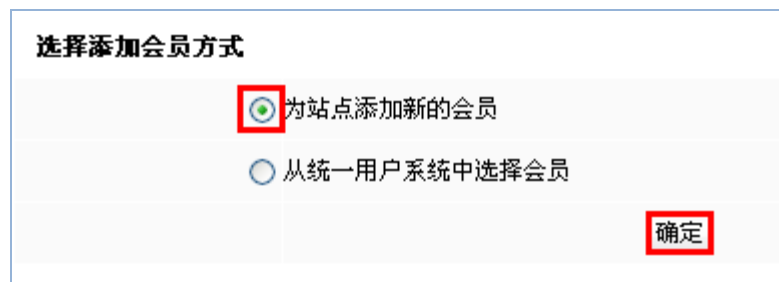 选择添加会员方式
为站点添加新的会员
从统一用户系统中选择会员
确定